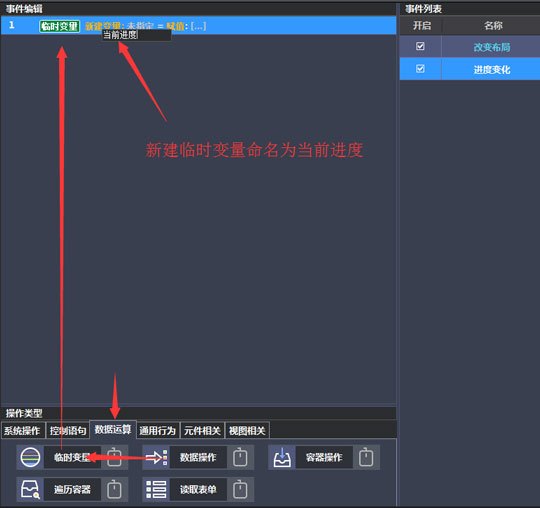 事件编辑
事件列表
1 临时变量 新建变量: 未指定 = 赋值: [...]
当前进度
开启 名称
改变布局
进度变化
新建临时变量命名为当前进度
操作类型
系统操作 控制语句 数据运算 通用行为 元件相关 视图相关
临时变量 数据操作 容器操作
遍历容器 读取表单